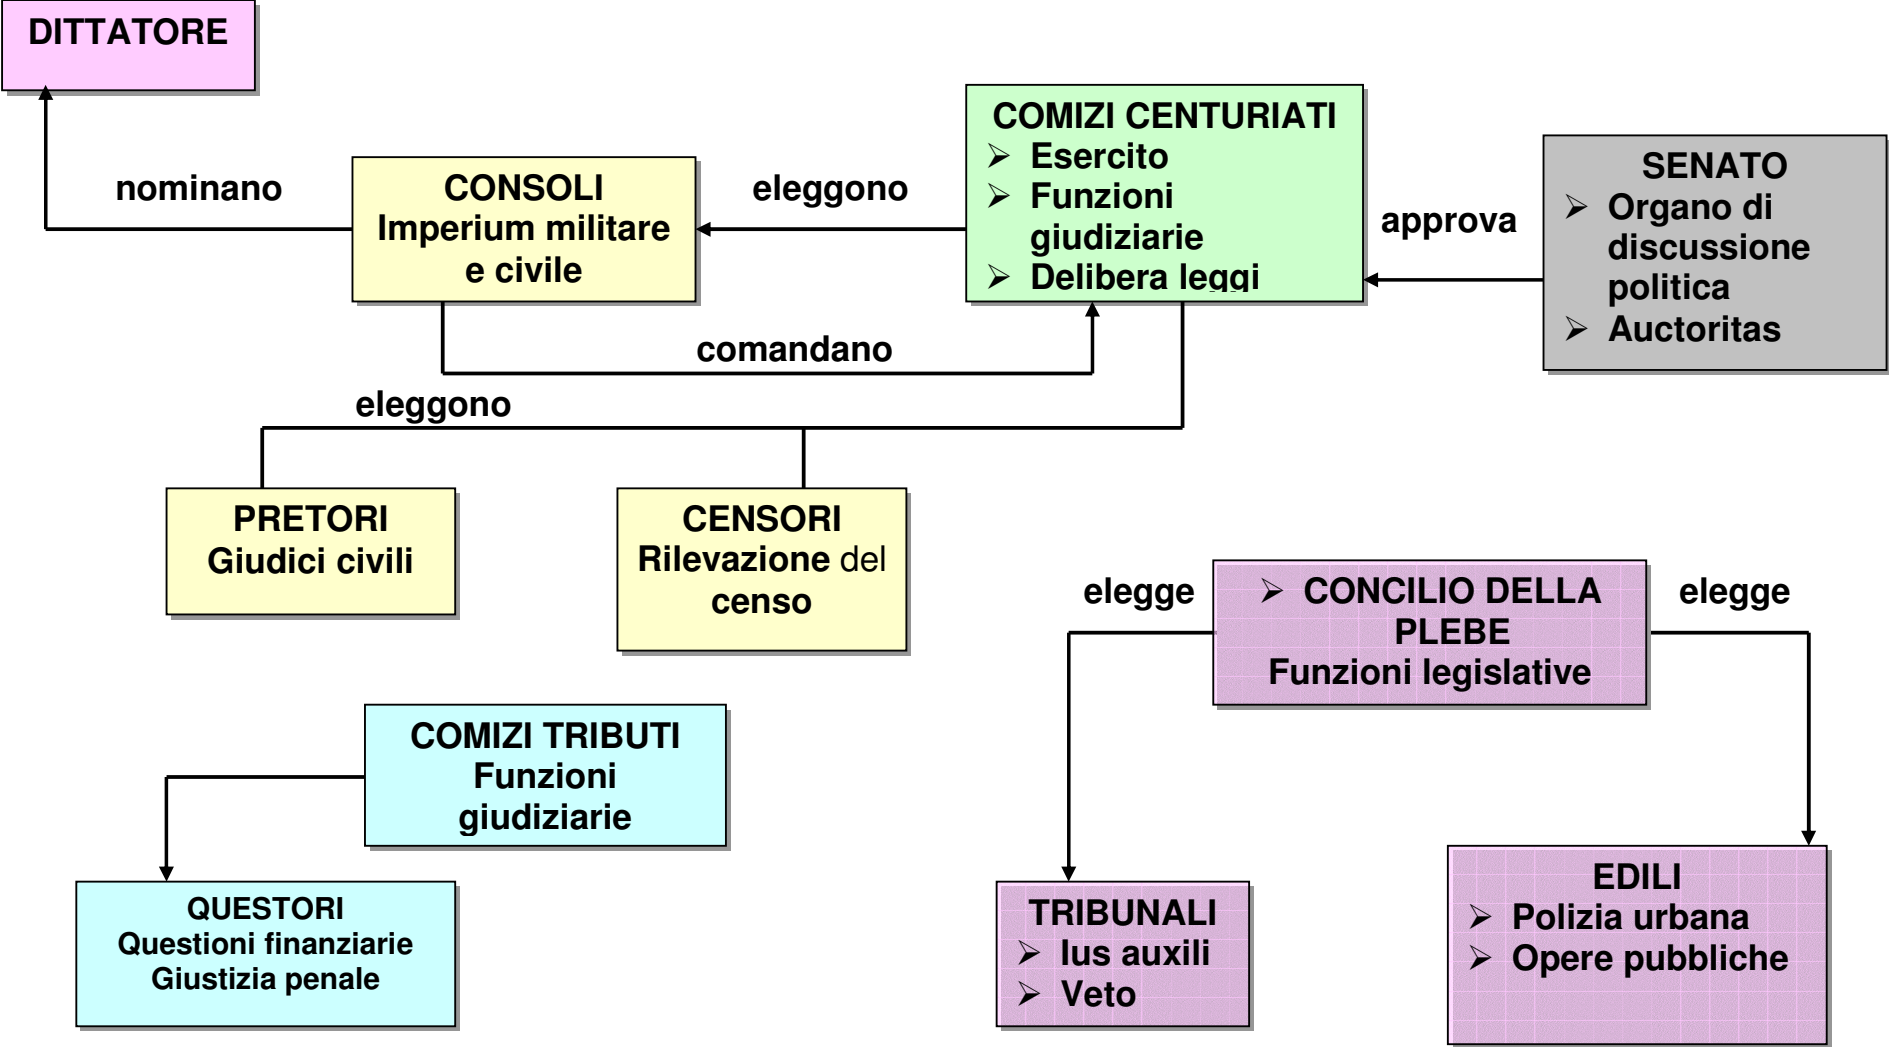 DITTATORE
nominano
CONSOLI
Imperium militare
e civile
eleggono
COMIZI CENTURIATI
➢ Esercito
➢ Funzioni
giudiziarie
➢ Delibera leggi
approva
SENATO
➢ Organo di
discussione
politica
➢ Auctoritas
comandano
eleggono
PRETORI
Giudici civili
CENSORI
Rilevazione del
censo
elegge
➢ CONCILIO DELLA
PLEBE
Funzioni legislative
elegge
COMIZI TRIBUTI
Funzioni
giudiziarie
QUESTORI
Questioni finanziarie
Giustizia penale
TRIBUNALI
➢ Ius auxili
➢ Veto
EDILI
➢ Polizia urbana
➢ Opere pubbliche